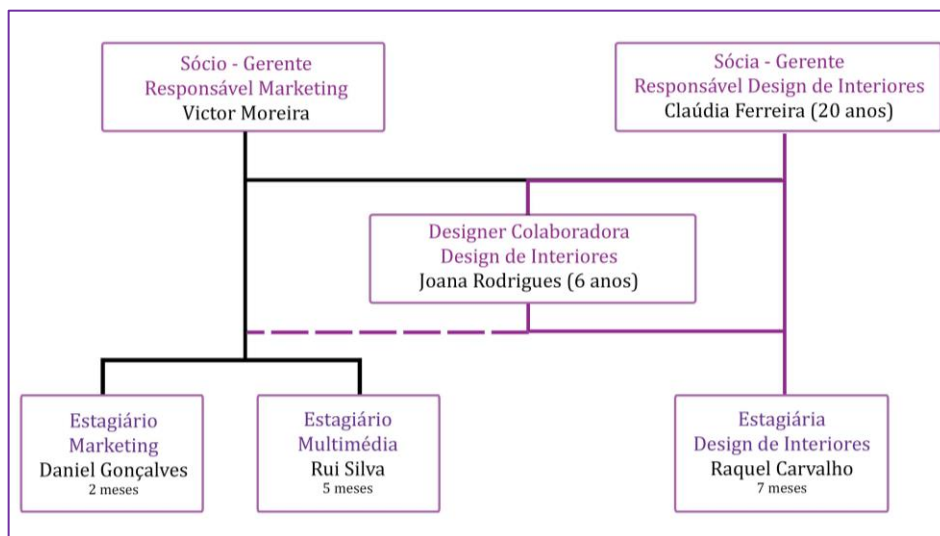 Sócio - Gerente
Responsável Marketing
Victor Moreira
Sócia - Gerente
Responsável Design de Interiores
Claúdia Ferreira (20 anos)
Designer Colaboradora
Design de Interiores
Joana Rodrigues (6 anos)
Estagiário
Marketing
Daniel Gonçalves
2 meses
Estagiário
Multimédia
Rui Silva
5 meses
Estagiária
Design de Interiores
Raquel Carvalho
7 meses